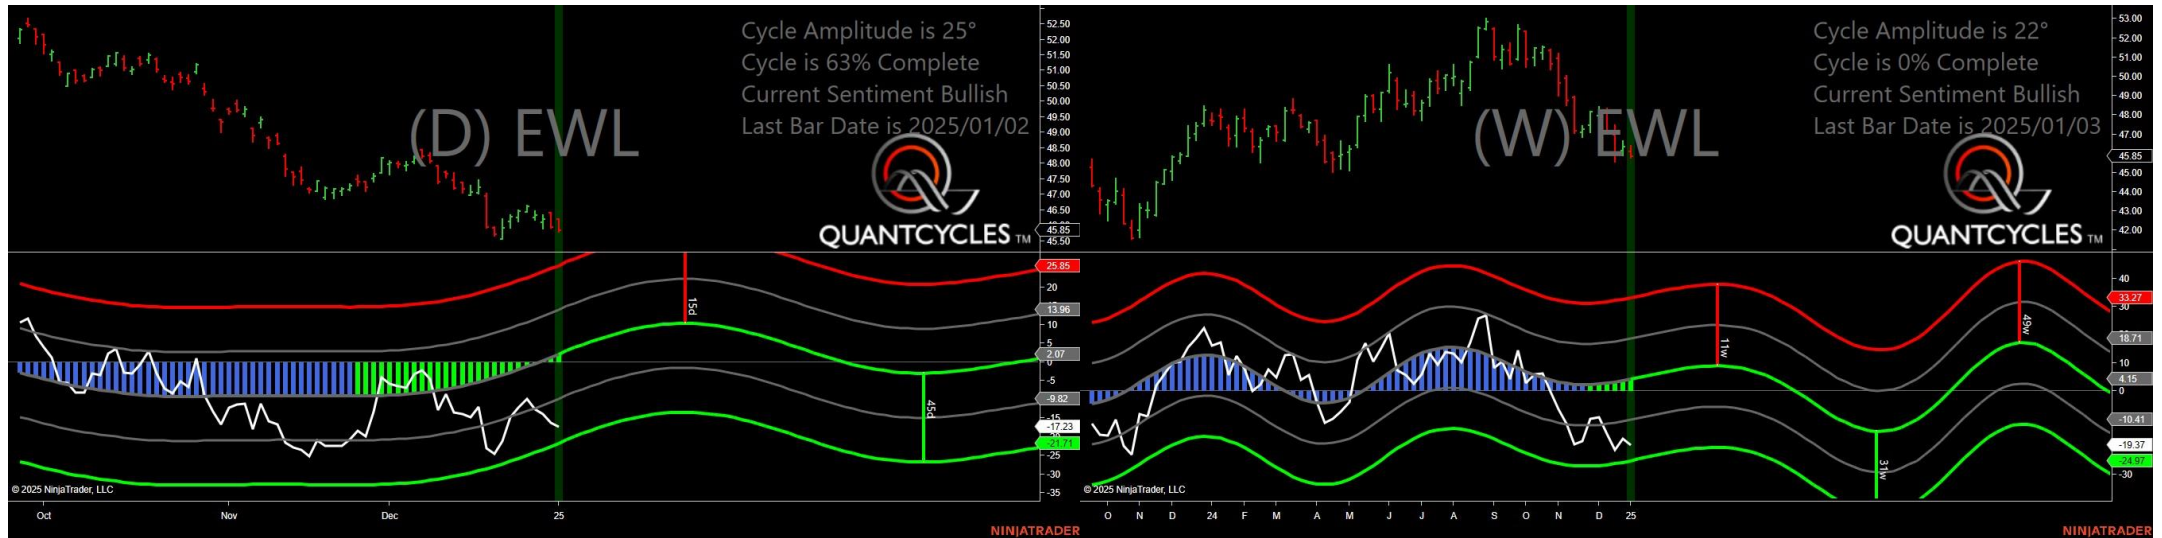 Cycle Amplitude is 25°
Cycle is 63% Complete
Current Sentiment Bullish
Last Bar Date is 2025/01/02
(D) EWL
QUANTCYCLES TM
52.50
52.00
51.50
51.00
50.50
50.00
49.50
49.00
48.50
48.00
47.50
47.00
46.50
45.85
45.50
25.85
20
13.96
10
5
2.07
0
-5
-9.82
-15
-17.23
-21.71
-25
-30
-35
15d
45d
© 2025 NinjaTrader, LLC
Oct
Nov
Dec
25
NINJATRADER
Cycle Amplitude is 22°
Cycle is 0% Complete
Current Sentiment Bullish
Last Bar Date is 2025/01/03
(W) EWL
QUANTCYCLES TM
53.00
52.00
51.00
50.00
49.00
48.00
47.00
45.85
45.00
44.00
43.00
42.00
40
33.27
30
18.71
10
4.15
0
-10.41
-19.37
-24.97
-30
11w
49w
31w
© 2025 NinjaTrader, LLC
O N D 24 F M A M J J A S O N D 25
NINJATRADER